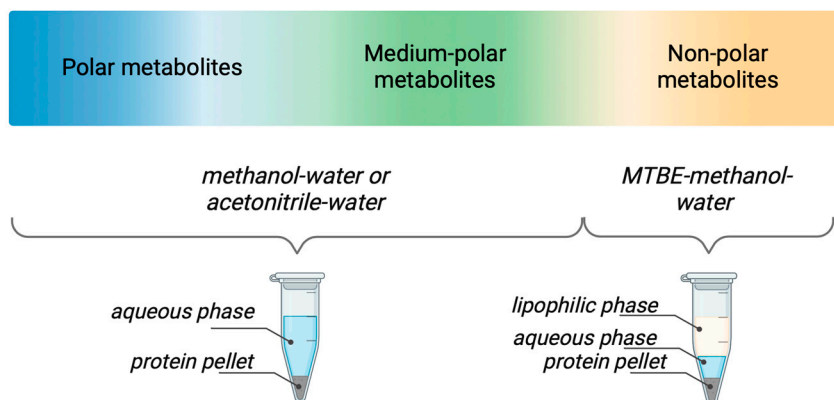 Polar metabolites
Medium-polar
metabolites
Non-polar
metabolites
methanol-water or
acetonitrile-water
MTBE-methanol-
water
aqueous phase
protein pellet
lipophilic phase
aqueous phase
protein pellet